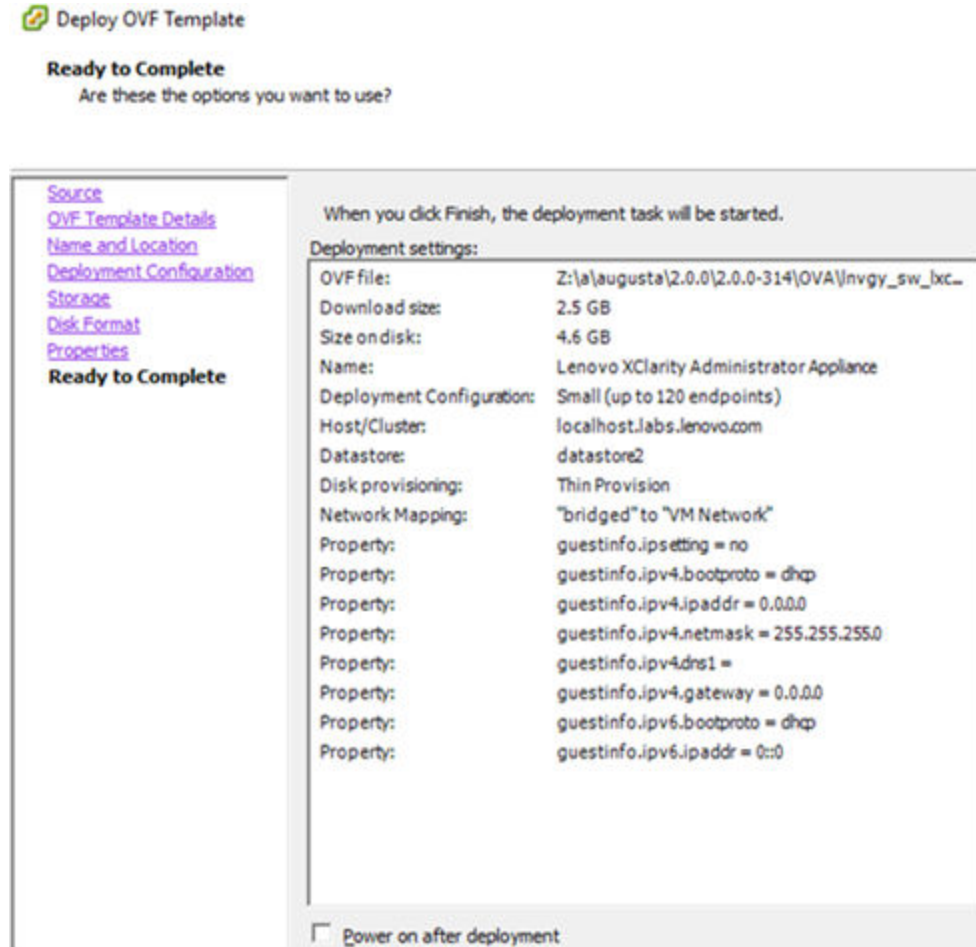 Deploy OVF Template
Ready to Complete
Are these the options you want to use?
Source
OVF Template Details
Name and Location
Deployment Configuration
Storage
Disk Format
Properties
Ready to Complete
When you click Finish, the deployment task will be started.
Deployment settings:
OVF file: Z:\a\augusta\2.0.0\2.0.0-314\OVA\lnvgy_sw_lxc...
Download size: 2.5 GB
Size on disk: 4.6 GB
Name: Lenovo XClarity Administrator Appliance
Deployment Configuration: Small (up to 120 endpoints)
Host/Cluster: localhost.labs.lenovo.com
Datastore: datastore2
Disk provisioning: Thin Provision
Network Mapping: "bridged" to "VM Network"
Property: guestinfo.ipsetting = no
Property: guestinfo.ipv4.bootproto = dhcp
Property: guestinfo.ipv4.ipaddr = 0.0.0.0
Property: guestinfo.ipv4.netmask = 255.255.255.0
Property: guestinfo.ipv4.dns1 =
Property: guestinfo.ipv4.gateway = 0.0.0.0
Property: guestinfo.ipv6.bootproto = dhcp
Property: guestinfo.ipv6.ipaddr = 0::0
Power on after deployment